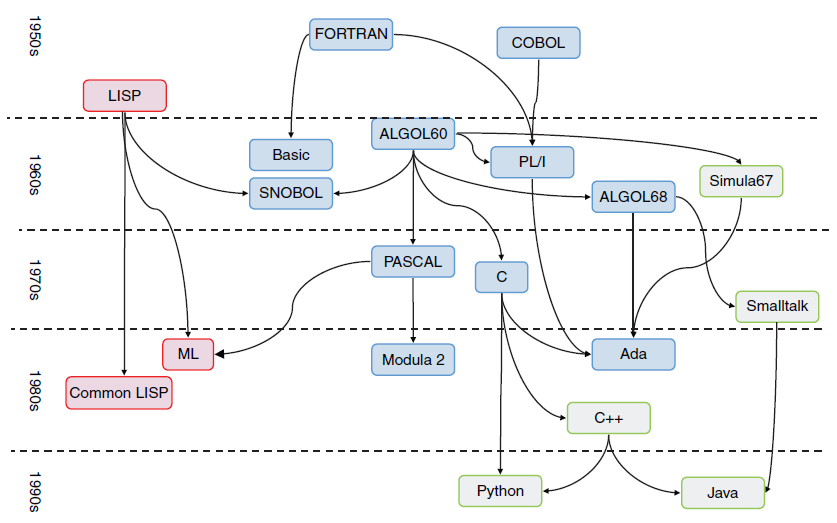 1950s
FORTRAN
COBOL
LISP
1960s
ALGOL60
Basic
PL/I
Simula67
SNOBOL
ALGOL68
1970s
PASCAL
C
Smalltalk
1980s
ML
Modula 2
Ada
Common LISP
C++
1990s
Python
Java